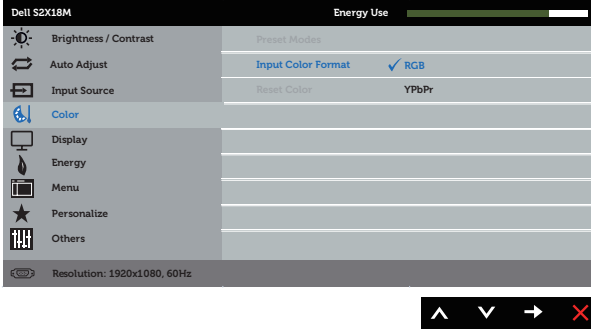 Dell S2X18M Energy Use
Brightness / Contrast Preset Modes
Auto Adjust Input Color Format RGB
Input Source Reset Color YPbPr
Color
Display
Energy
Menu
Personalize
Others
Resolution: 1920x1080, 60Hz